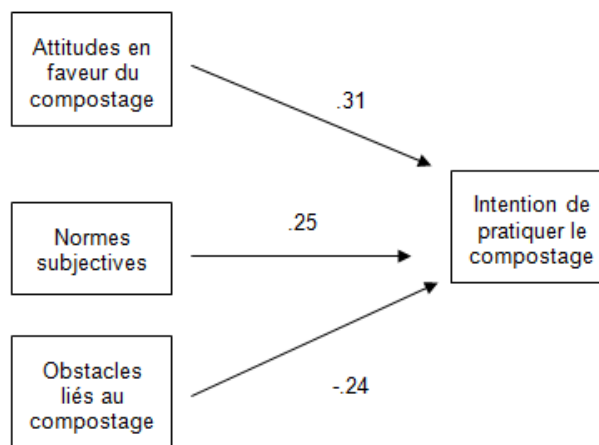 Attitudes en
faveur du
compostage
.31
Normes
subjectives
.25
Intention de
pratiquer le
compostage
Obstacles
liés au
compostage
-.24